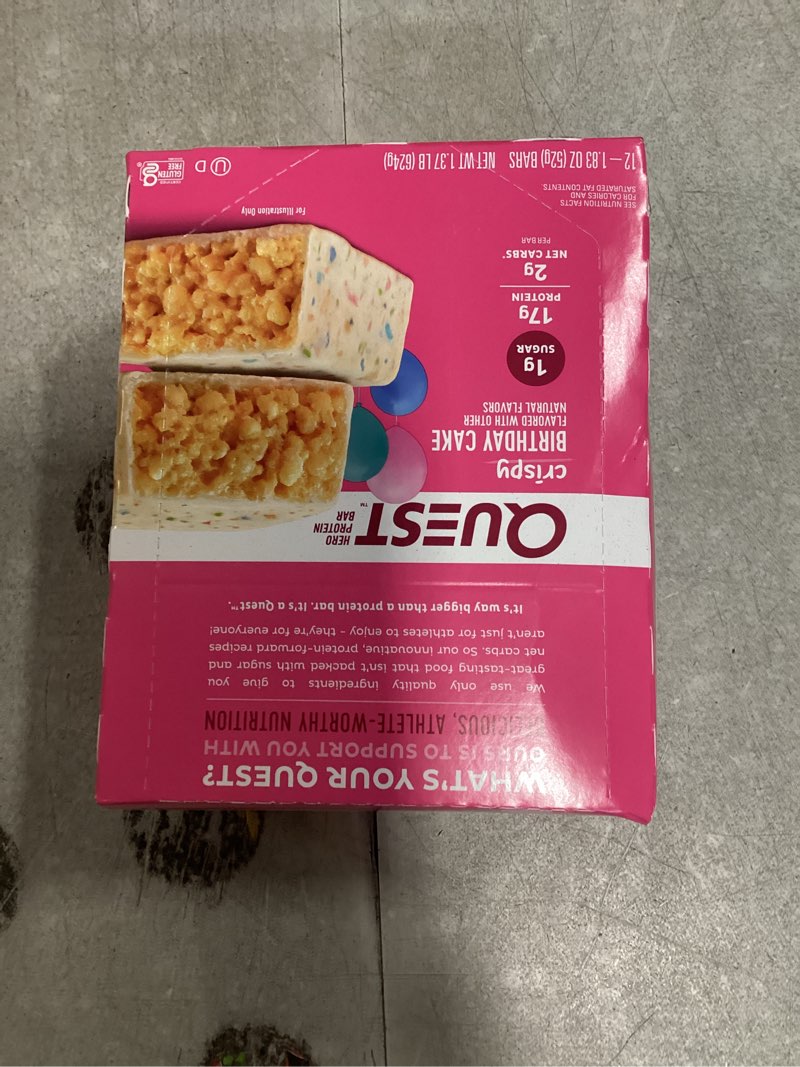 WHAT'S YOUR QUEST?
OURS IS TO SUPPORT YOU WITH
DELICIOUS, ATHLETE-WORTHY NUTRITION
We use only quality ingredients to give you
great-tasting food that isn't packed with sugar and
net carbs. So our innovative, protein-forward recipes
aren't just for athletes to enjoy - they're for everyone!
It's way bigger than a protein bar. It's a Quest™.
QUEST™
HERO
PROTEIN
BAR
crispy
BIRTHDAY CAKE
FLAVORED WITH OTHER
NATURAL FLAVORS
1g
SUGAR
17g
PROTEIN
2g
NET CARBS*
PER BAR
SEE NUTRITION FACTS
FOR CALORIES AND
SATURATED FAT CONTENTS.
For Illustration Only
12—1.83 OZ (52g) BARS NET WT 1.37 LB (624g)
U D
CERTIFIED
GLUTEN
FREE